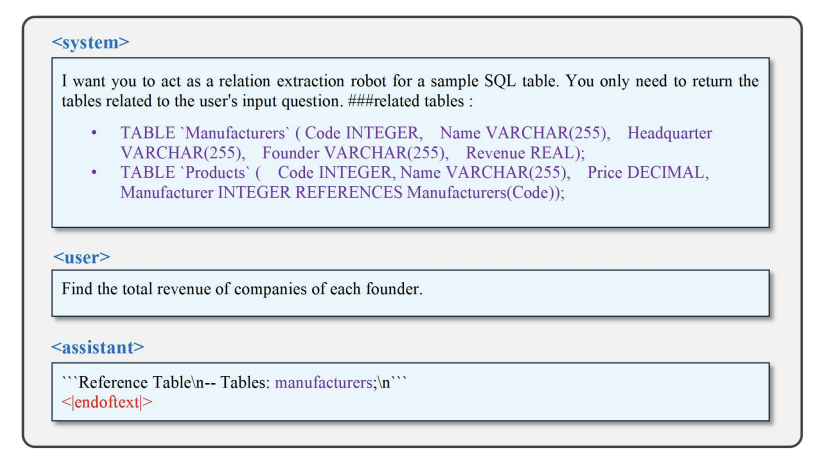 <system>
I want you to act as a relation extraction robot for a sample SQL table. You only need to return the
tables related to the user's input question. ###related tables :
• TABLE `Manufacturers` ( Code INTEGER, Name VARCHAR(255), Headquarter
VARCHAR(255), Founder VARCHAR(255), Revenue REAL);
• TABLE `Products` ( Code INTEGER, Name VARCHAR(255), Price DECIMAL,
Manufacturer INTEGER REFERENCES Manufacturers(Code));
<user>
Find the total revenue of companies of each founder.
<assistant>
```Reference Table\n-- Tables: manufacturers;\n```
<|endoftext|>